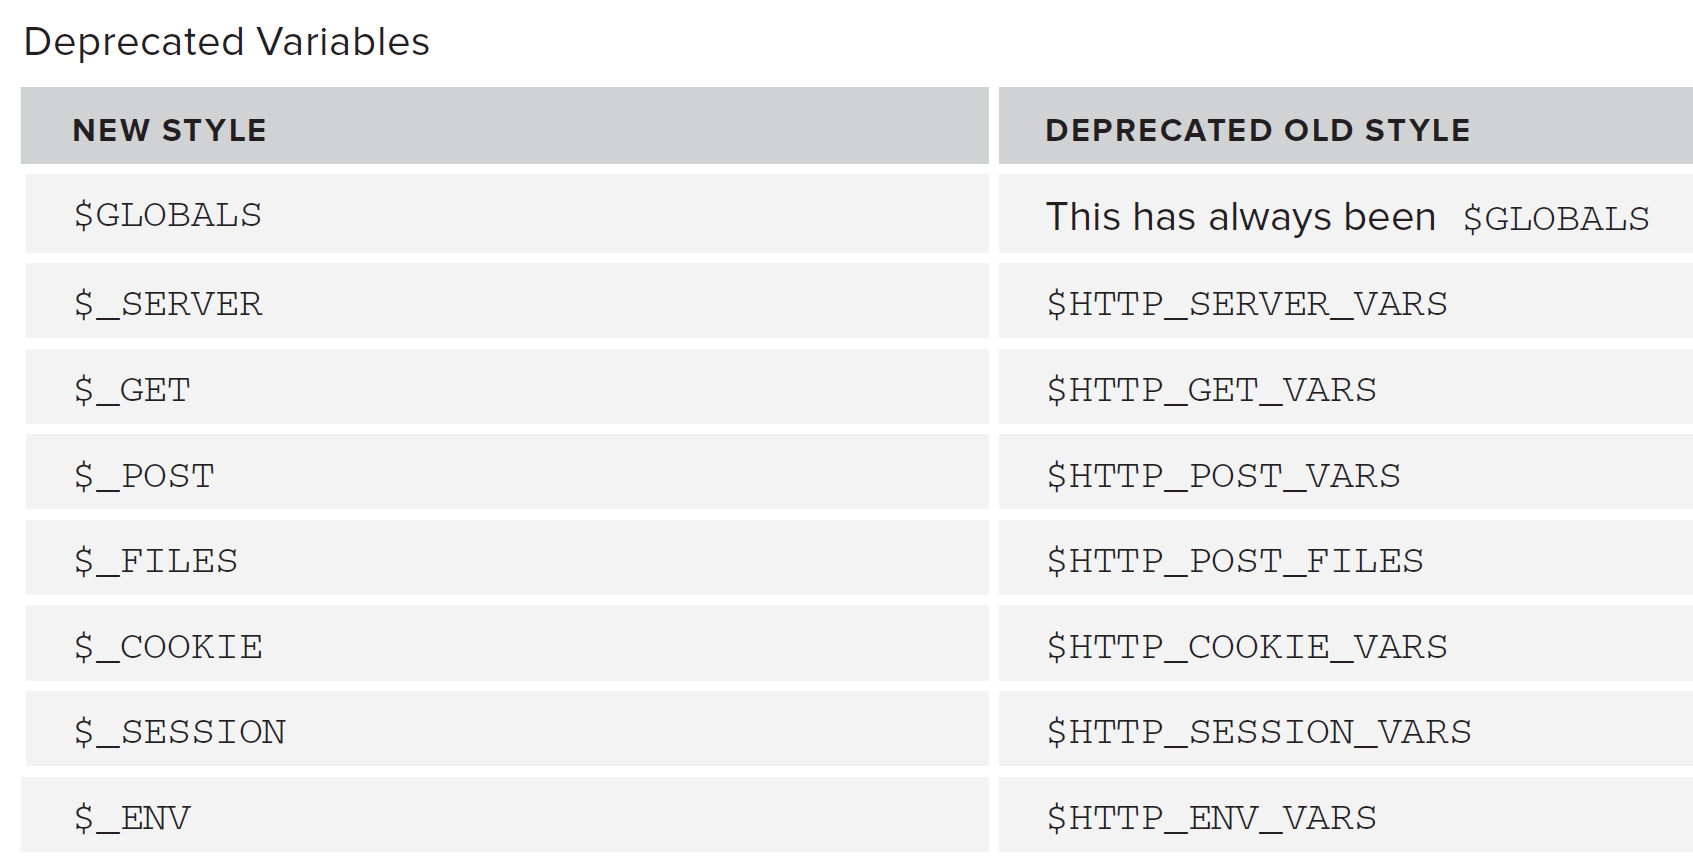 Deprecated Variables
NEW STYLE DEPRECATED OLD STYLE
$GLOBALS This has always been $GLOBALS
$_SERVER $HTTP_SERVER_VARS
$_GET $HTTP_GET_VARS
$_POST $HTTP_POST_VARS
$_FILES $HTTP_POST_FILES
$_COOKIE $HTTP_COOKIE_VARS
$_SESSION $HTTP_SESSION_VARS
$_ENV $HTTP_ENV_VARS